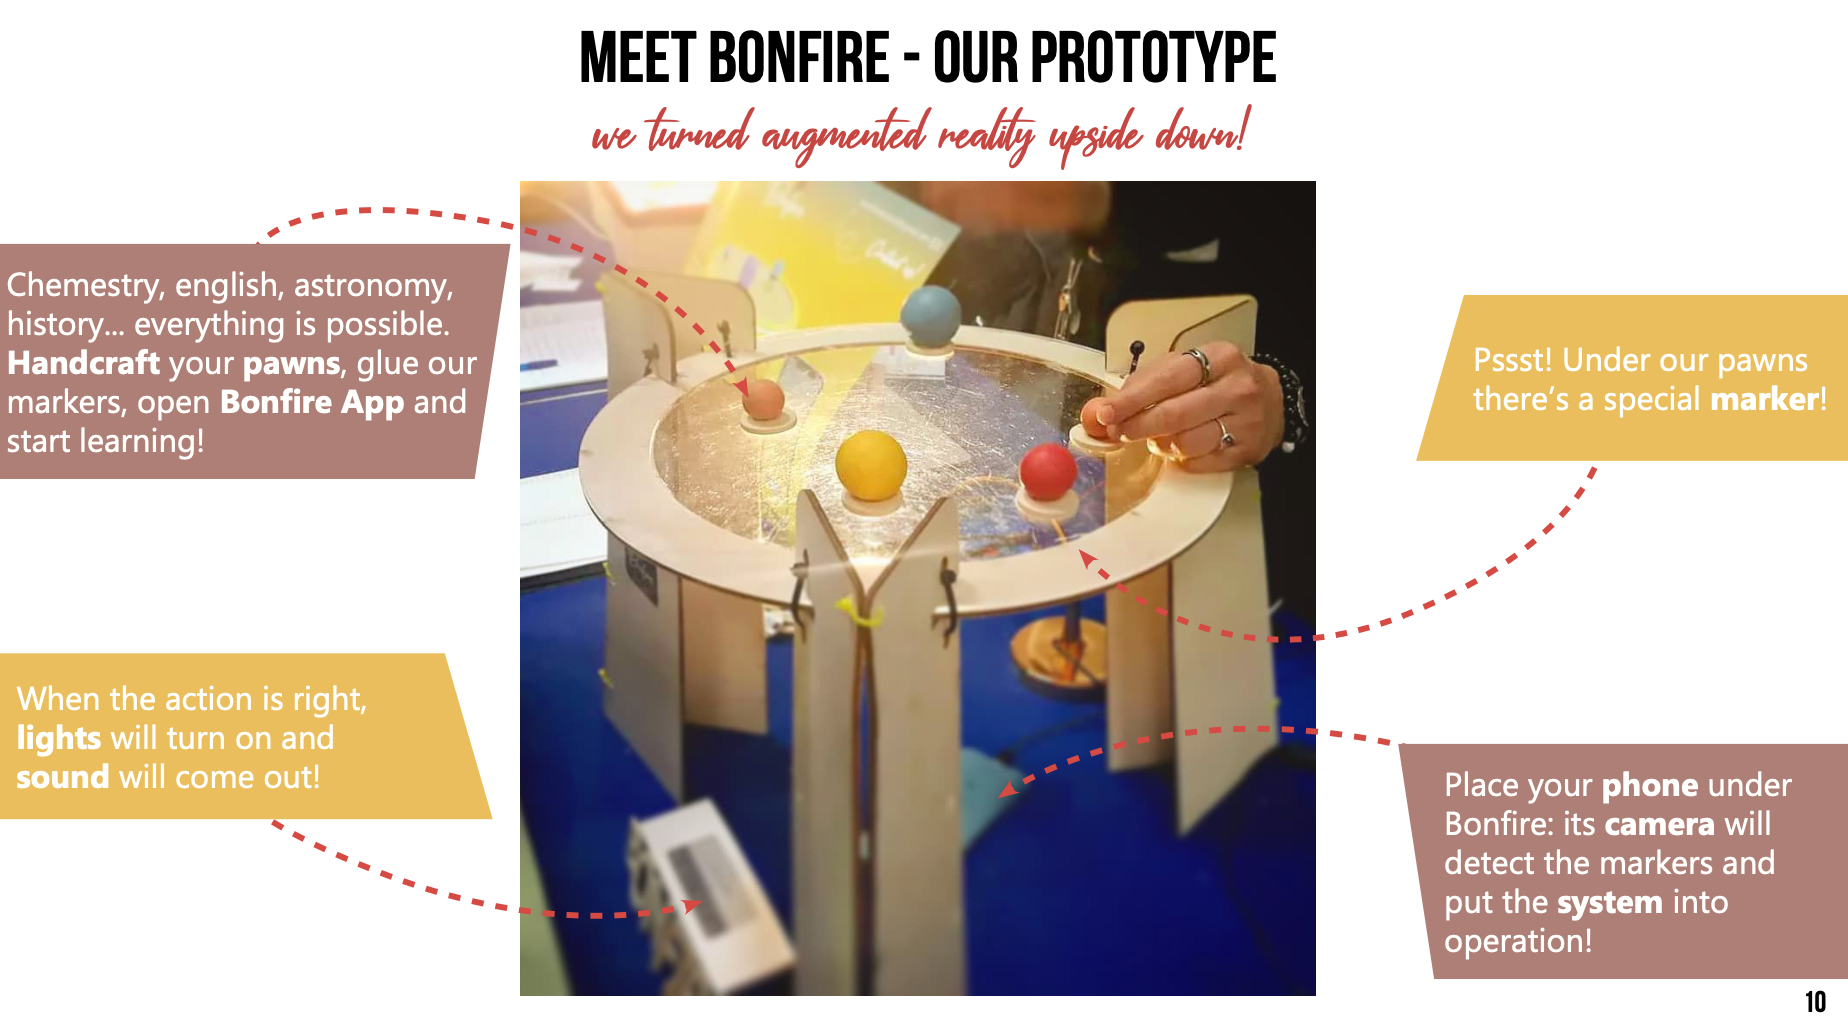 MEET BONFIRE - OUR PROTOTYPE
we turned augmented reality upside down!
Chemestry, english, astronomy,
history... everything is possible.
Handcraft your pawns, glue our
markers, open Bonfire App and
start learning!
Pssst! Under our pawns
there's a special marker!
When the action is right,
lights will turn on and
sound will come out!
Place your phone under
Bonfire: its camera will
detect the markers and
put the system into
operation!
10